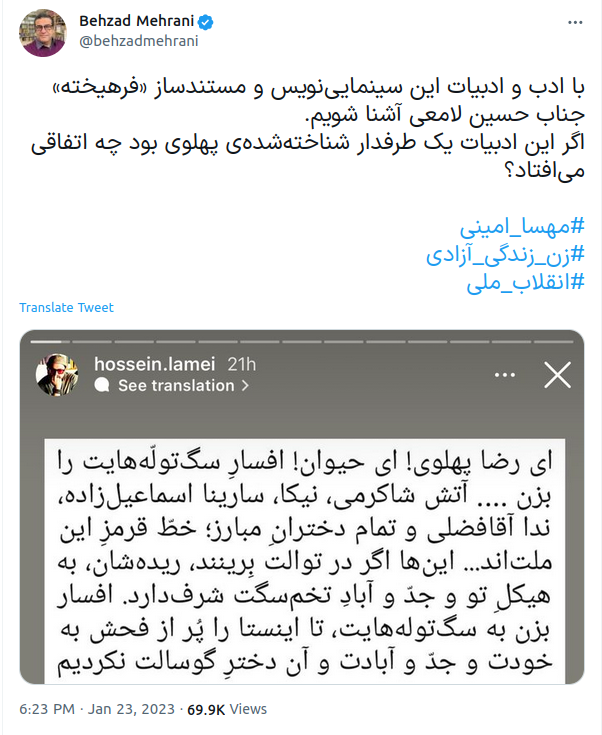 Behzad Mehrani
@behzadmehrani
با ادب و ادبیات این سینمایی‌نویس و مستندساز «فرهیخته»
جناب حسین لامعی آشنا شویم.
اگر این ادبیات یک طرفدار شناخته‌شده‌ی پهلوی بود چه اتفاقی
می‌افتاد؟
#مهسا_امینی
#زن_زندگی_آزادی
#انقلاب_ملی
Translate Tweet
hossein.lamei 21h
See translation
ای رضا پهلوی! ای حیوان! افسارِ سگ‌تولّه‌هایت را
بزن .... آتش شاکرمی، نیکا، سارینا اسماعیل‌زاده،
ندا آقافضلی و تمام دخترانِ مبارز؛ خطّ قرمزِ این
ملت‌اند... این‌ها اگر در توالت بِرینند، ریده‌شان، به
هیکلِ تو و جدّ و آبادِ تخم‌سگت شرف‌دارد. افسار
بزن به سگ‌توله‌هایت، تا اینستا را پُر از فحش به
خودت و جدّ و آبادت و آن دخترِ گوسالت نکردیم
6:23 PM · Jan 23, 2023 · 69.9K Views